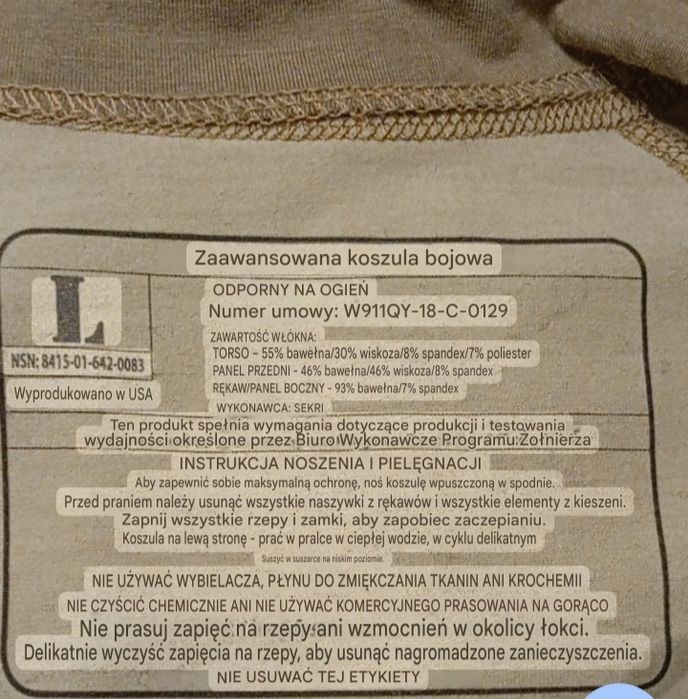 Zaawansowana koszula bojowa
L
NSN: 8415-01-642-0083
Wyprodukowano w USA
ODPORNY NA OGIEŃ
Numer umowy: W911QY-18-C-0129
ZAWARTOŚĆ WŁÓKNA:
TORSO – 55% bawełna/30% wiskoza/8% spandex/7% poliester
PANEL PRZEDNI - 46% bawełna/46% wiskoza/8% spandex
RĘKAW/PANEL BOCZNY - 93% bawełna/7% spandex
WYKONAWCA: SEKRI
Ten produkt spełnia wymagania dotyczące produkcji i testowania
wydajności określone przez Biuro Wykonawcze Programu Żołnierza
INSTRUKCJA NOSZENIA I PIELĘGNACJI
Aby zapewnić sobie maksymalną ochronę, noś koszulę wpuszczoną w spodnie.
Przed praniem należy usunąć wszystkie naszywki z rękawów i wszystkie elementy z kieszeni.
Zapnij wszystkie rzepy i zamki, aby zapobiec zaczepianiu.
Koszula na lewą stronę - prać w pralce w ciepłej wodzie, w cyklu delikatnym
Suszyć w suszarce na niskim poziomie.
NIE UŻYWAĆ WYBIELACZA, PŁYNU DO ZMIĘKCZANIA TKANIN ANI KROCHEMII
NIE CZYŚCIĆ CHEMICZNIE ANI NIE UŻYWAĆ KOMERCYJNEGO PRASOWANIA NA GORĄCO
Nie prasuj zapięć na rzepy ani wzmocnień w okolicy łokci.
Delikatnie wyczyść zapięcia na rzepy, aby usunąć nagromadzone zanieczyszczenia.
NIE USUWAĆ TEJ ETYKIETY